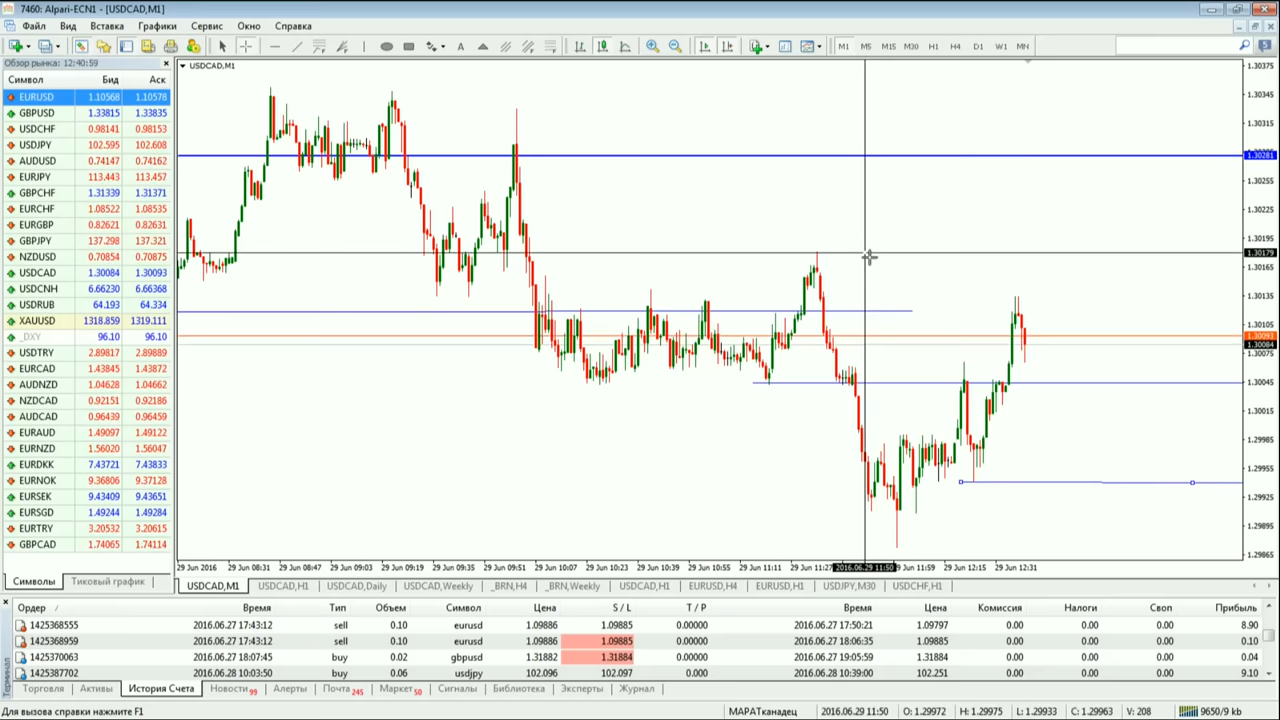 7460: Alpari-ECN1 - [USDCAD,M1]
Файл Вид Вставка Графики Сервис Окно Справка
M1 M5 M15 M30 H1 H4 D1 W1 MN
Обзор рынка: 12:40:59
Символ Бид Аск
EURUSD 1.10568 1.10578
GBPUSD 1.33815 1.33835
USDCHF 0.98141 0.98153
USDJPY 102.595 102.608
AUDUSD 0.74147 0.74162
EURJPY 113.443 113.457
GBPCHF 1.31339 1.31371
EURCHF 1.08522 1.08535
EURGBP 0.82621 0.82631
GBPJPY 137.298 137.321
NZDUSD 0.70854 0.70875
USDCAD 1.30084 1.30093
USDCNH 6.66230 6.66368
USDRUB 64.193 64.334
XAUUSD 1318.859 1319.111
_DXY 96.10 96.10
USDTRY 2.89817 2.89889
EURCAD 1.43845 1.43872
AUDNZD 1.04628 1.04662
NZDCAD 0.92151 0.92186
AUDCAD 0.96439 0.96459
EURAUD 1.49097 1.49122
EURNZD 1.56020 1.56047
EURDKK 7.43721 7.43833
EURNOK 9.36806 9.37128
EURSEK 9.43409 9.43651
EURSGD 1.49244 1.49284
EURTRY 3.20532 3.20615
GBPCAD 1.74065 1.74114
Символы Тиковый график
USDCAD,M1
1.30375
1.30345
1.30315
1.30281
1.30255
1.30225
1.30195
1.30179
1.30165
1.30135
1.30105
1.30093
1.30084
1.30075
1.30045
1.30015
1.29985
1.29955
1.29925
1.29895
1.29865
29 Jun 2016 29 Jun 08:31 29 Jun 08:47 29 Jun 09:03 29 Jun 09:19 29 Jun 09:35 29 Jun 09:51 29 Jun 10:07 29 Jun 10:23 29 Jun 10:39 29 Jun 10:55 29 Jun 11:11 29 Jun 11:27 2016.06.29 11:50 29 Jun 11:59 29 Jun 12:15 29 Jun 12:31
USDCAD,M1 USDCAD,H1 USDCAD,Daily USDCAD,Weekly _BRN,H4 _BRN,Weekly USDCAD,H1 EURUSD,H4 EURUSD,H1 USDJPY,M30 USDCHF,H1
Ордер / Время Тип Объем Символ Цена S / L T / P Время Цена Комиссия Налоги Своп Прибыль
1425368555 2016.06.27 17:43:12 sell 0.10 eurusd 1.09886 1.09885 0.00000 2016.06.27 17:50:21 1.09797 0.00 0.00 0.00 8.90
1425368959 2016.06.27 17:43:12 sell 0.10 eurusd 1.09886 1.09885 0.00000 2016.06.27 18:06:35 1.09885 0.00 0.00 0.00 0.10
1425370063 2016.06.27 18:07:45 buy 0.02 gbpusd 1.31882 1.31884 0.00000 2016.06.27 19:05:59 1.31884 0.00 0.00 0.00 0.04
1425387702 2016.06.28 10:03:50 buy 0.06 usdjpy 102.096 102.097 0.000 2016.06.28 10:39:00 102.251 0.00 0.00 0.00 9.10
Терминал
Торговля Активы История Счета Новости 99 Алерты Почта 245 Маркет 50 Сигналы Библиотека Эксперты Журнал
Для вызова справки нажмите F1 МАРАТканадец 2016.06.29 11:50 O: 1.29972 H: 1.29975 L: 1.29933 C: 1.29963 V: 208 9650/9 kb